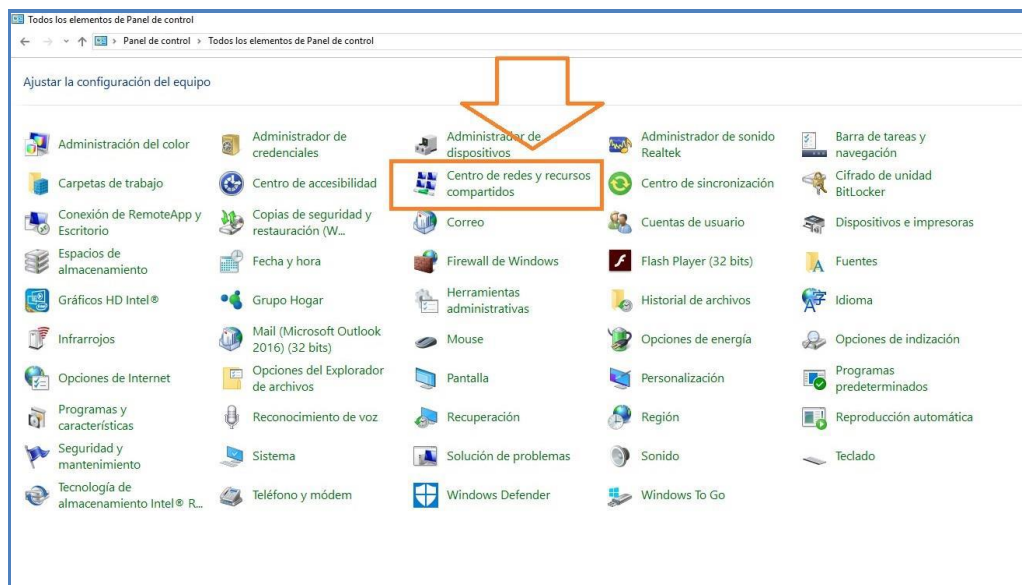 Todos los elementos de Panel de control
Panel de control > Todos los elementos de Panel de control
Ajustar la configuración del equipo
Administración del color
Administrador de
credenciales
Administrador de
dispositivos
Administrador de sonido
Realtek
Barra de tareas y
navegación
Carpetas de trabajo
Centro de accesibilidad
Centro de redes y recursos
compartidos
Centro de sincronización
Cifrado de unidad
BitLocker
Conexión de RemoteApp y
Escritorio
Copias de seguridad y
restauración (W...
Correo
Cuentas de usuario
Dispositivos e impresoras
Espacios de
almacenamiento
Fecha y hora
Firewall de Windows
Flash Player (32 bits)
Fuentes
Gráficos HD Intel®
Grupo Hogar
Herramientas
administrativas
Historial de archivos
Idioma
Infrarrojos
Mail (Microsoft Outlook
2016) (32 bits)
Mouse
Opciones de energía
Opciones de indización
Opciones de Internet
Opciones del Explorador
de archivos
Pantalla
Personalización
Programas
predeterminados
Programas y
características
Reconocimiento de voz
Recuperación
Región
Reproducción automática
Seguridad y
mantenimiento
Sistema
Solución de problemas
Sonido
Teclado
Tecnología de
almacenamiento Intel® R...
Teléfono y módem
Windows Defender
Windows To Go